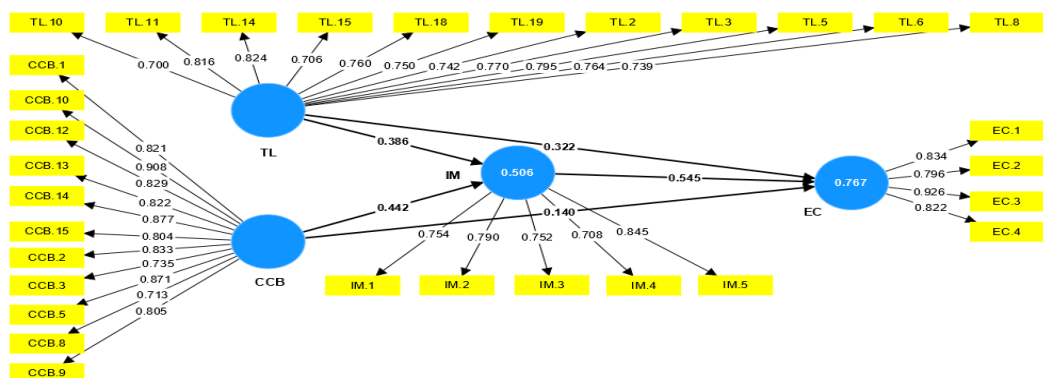 TL.10 TL.11 TL.14 TL.15 TL.18 TL.19 TL.2 TL.3 TL.5 TL.6 TL.8
0.700 0.816 0.824 0.706 0.760 0.750 0.742 0.770 0.795 0.764 0.739
TL
CCB.1
CCB.10
CCB.12
CCB.13
CCB.14
CCB.15
CCB.2
CCB.3
CCB.5
CCB.8
CCB.9
0.821
0.908
0.829
0.822
0.877
0.804
0.833
0.735
0.871
0.713
0.805
CCB
0.386
0.442
0.322
0.545
0.140
IM
0.506
0.754 0.790 0.752 0.708 0.845
IM.1 IM.2 IM.3 IM.4 IM.5
0.767
EC
0.834
0.796
0.926
0.822
EC.1
EC.2
EC.3
EC.4